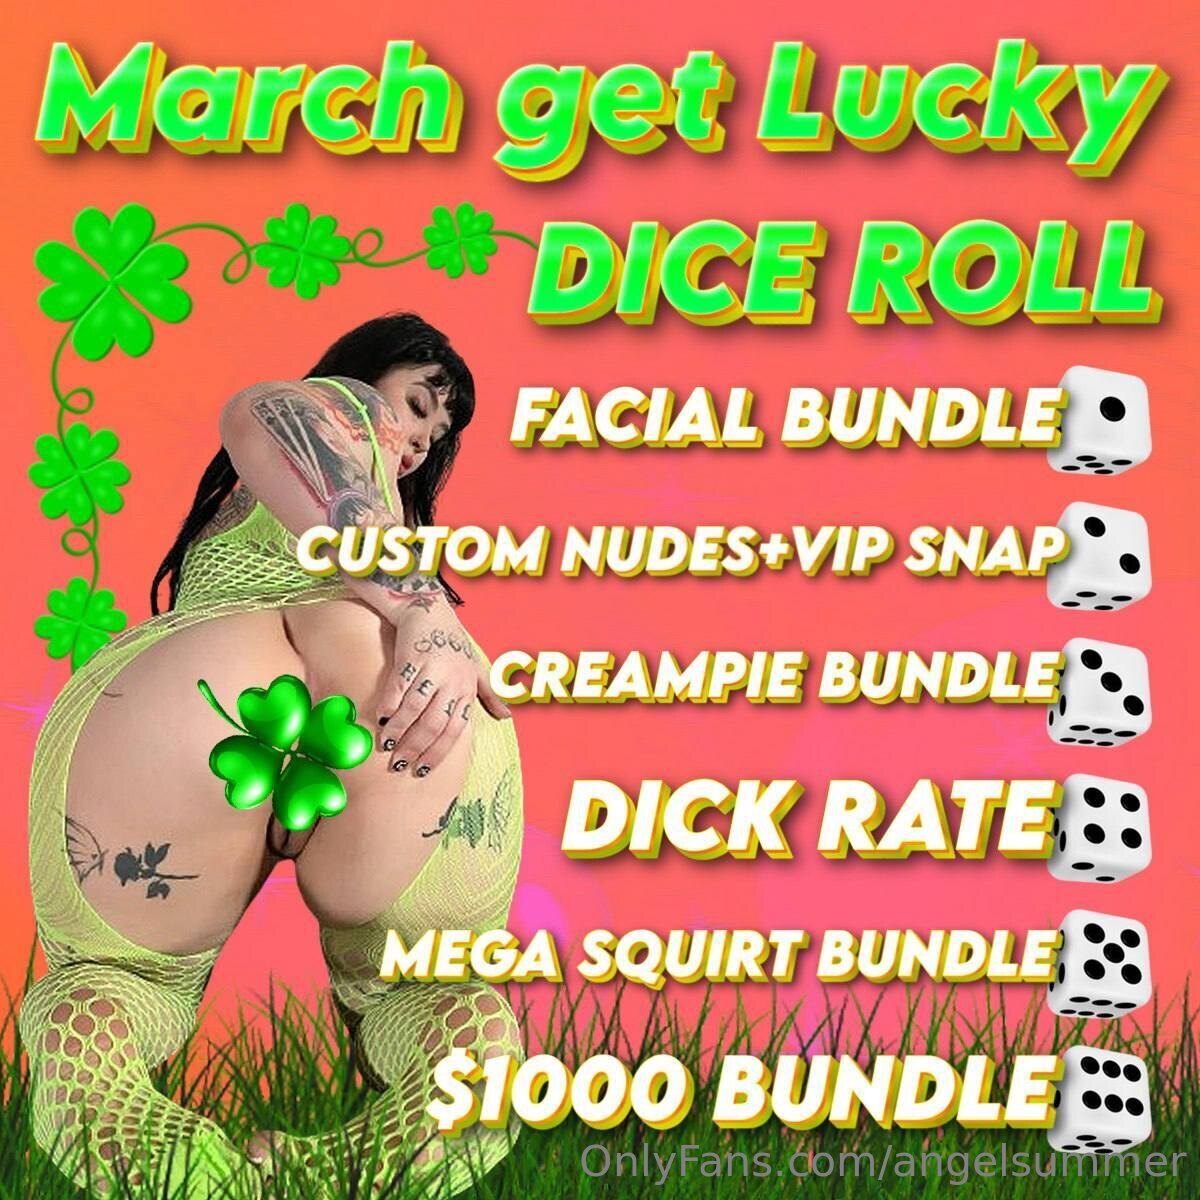 March get Lucky
DICE ROLL
FACIAL BUNDLE
CUSTOM NUDES+VIP SNAP
CREAMPIE BUNDLE
DICK RATE
MEGA SQUIRT BUNDLE
$1000 BUNDLE
OnlyFans.com/angelsummer